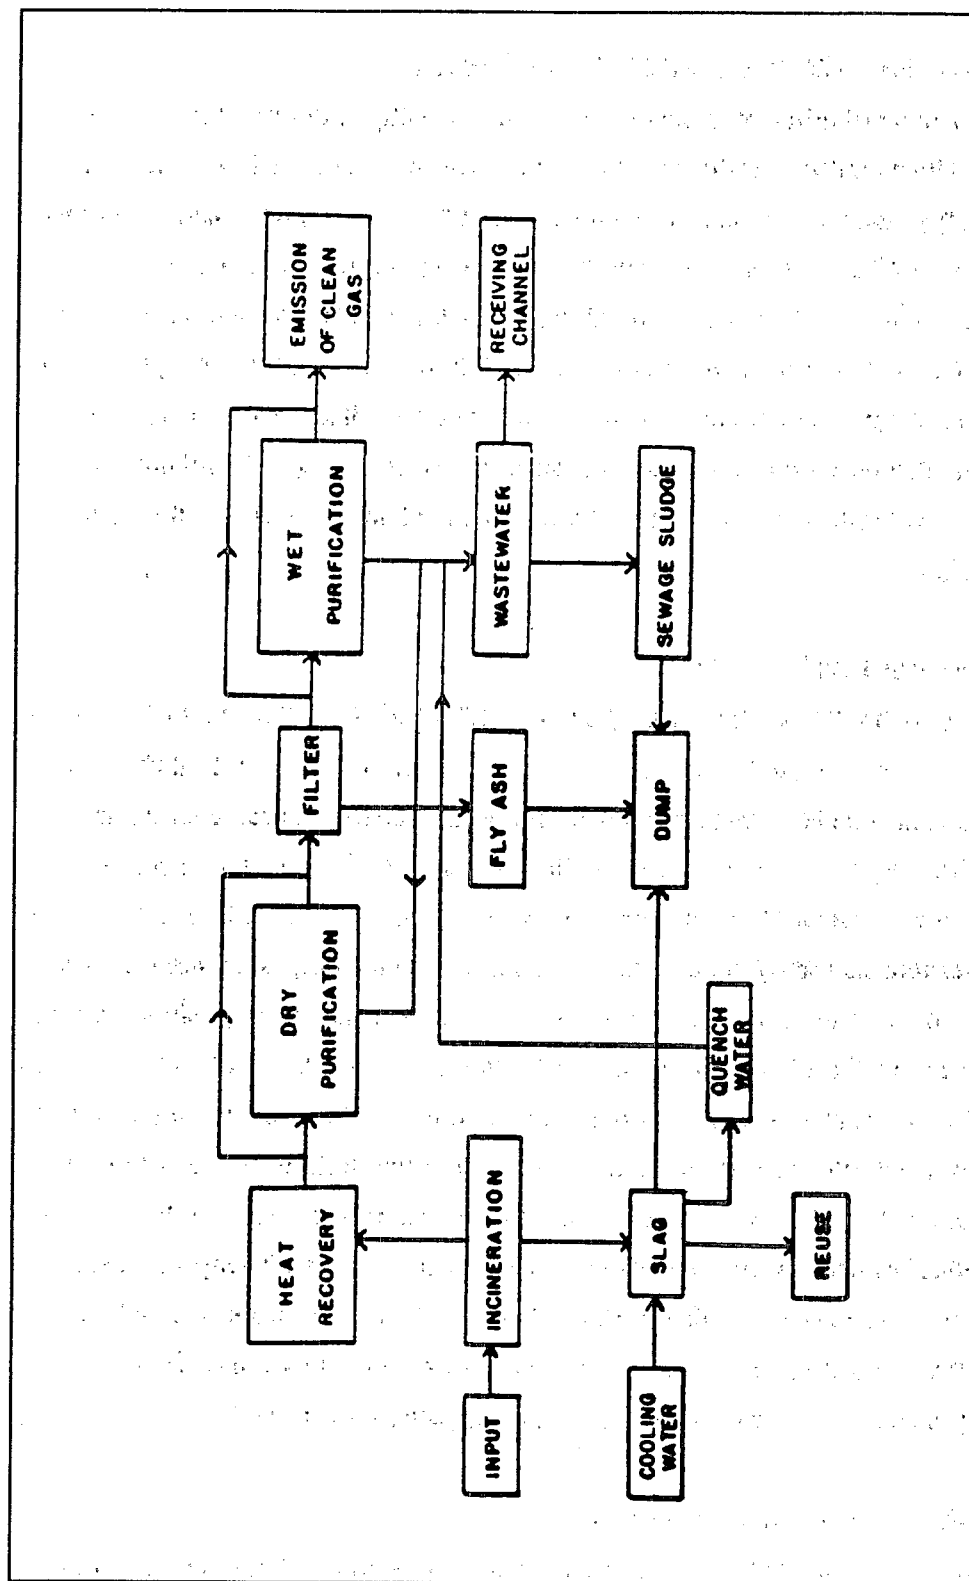 HEAT
RECOVERY
DRY
PURIFICATION
FILTER
WET
PURIFICATION
EMISSION
OF CLEAN
GAS
INPUT
INCINERATION
FLY ASH
WASTEWATER
RECEIVING
CHANNEL
COOLING
WATER
SLAG
DUMP
SEWAGE SLUDGE
QUENCH
WATER
REUSE